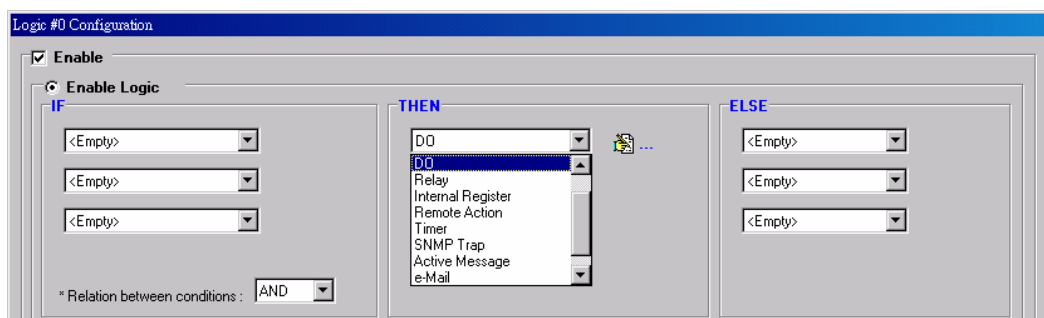 Logic #0 Configuration
Enable
Enable Logic
IF
<Empty>
<Empty>
<Empty>
* Relation between conditions : AND
THEN
DO
DO
Relay
Internal Register
Remote Action
Timer
SNMP Trap
Active Message
e-Mail
...
ELSE
<Empty>
<Empty>
<Empty>